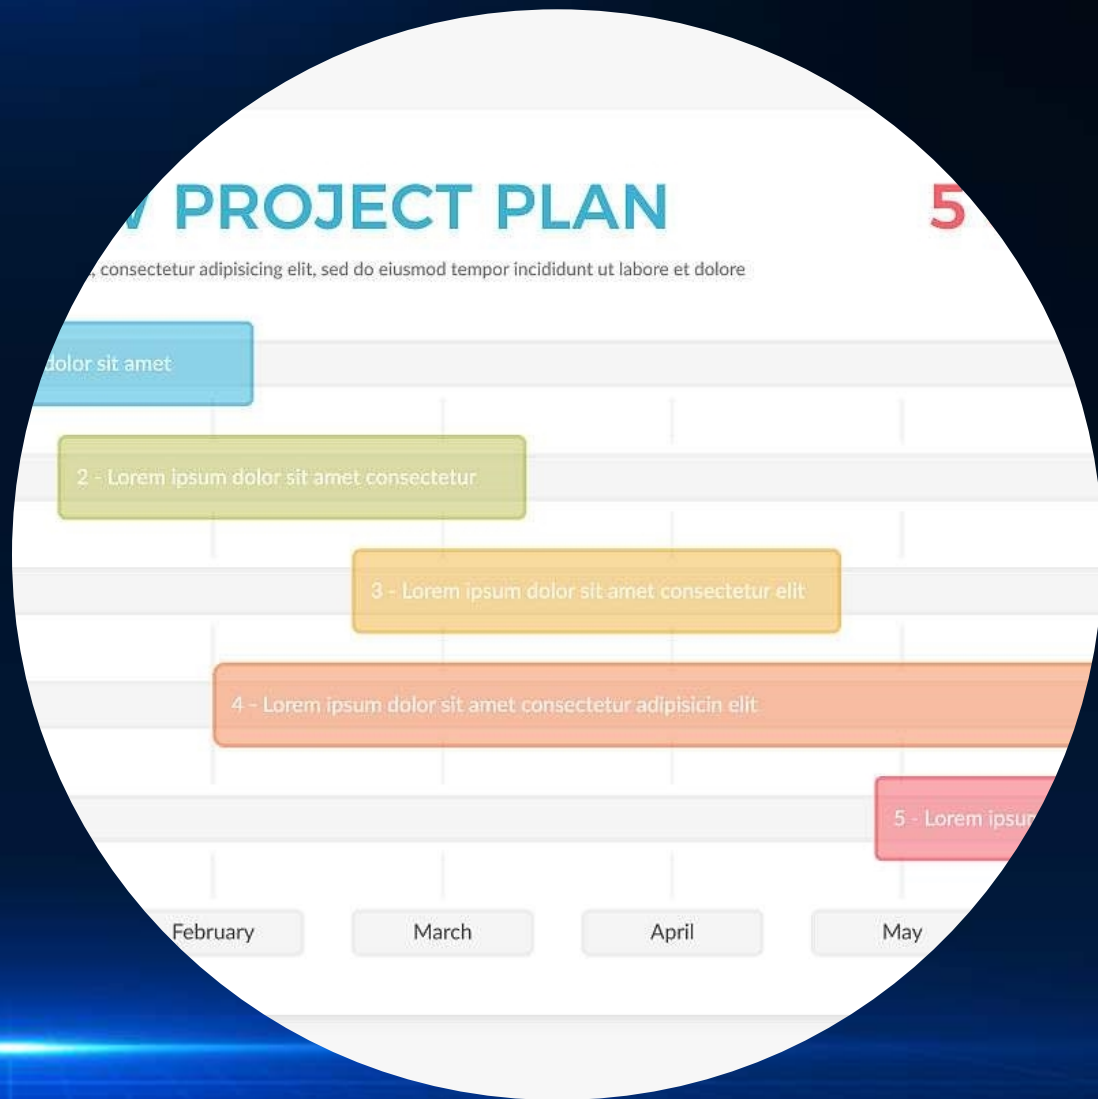 PROJECT PLAN
5
, consectetur adipisicing elit, sed do eiusmod tempor incididunt ut labore et dolore
dolor sit amet
2 - Lorem ipsum dolor sit amet consectetur
3 - Lorem ipsum dolor sit amet consectetur elit
4 - Lorem ipsum dolor sit amet consectetur adipisicin elit
5 - Lorem ipsum
February
March
April
May